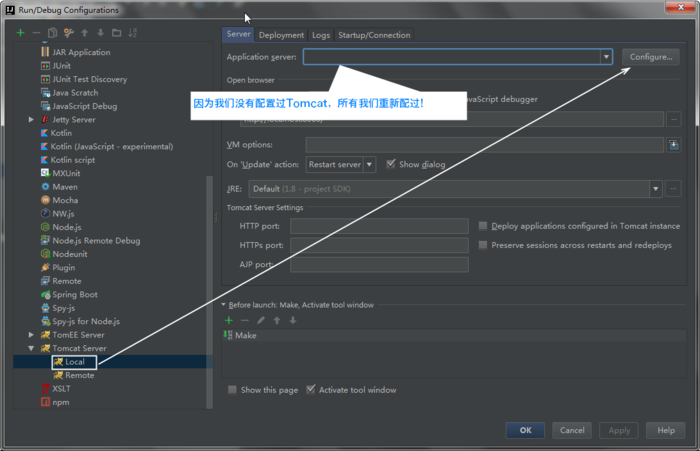 Run/Debug Configurations
JAR Application
JUnit
JUnit Test Discovery
Java Scratch
JavaScript Debug
Jetty Server
Kotlin
Kotlin (JavaScript - experimental)
Kotlin script
MXUnit
Maven
Mocha
NW.js
Node.js
Node.js Remote Debug
Nodeunit
Plugin
Remote
Spring Boot
Spy-js
Spy-js for Node.js
TomEE Server
Tomcat Server
Local
Remote
XSLT
npm
Server Deployment Logs Startup/Connection
Application server: Configure...
Open browser
因为我们没有配置过Tomcat，所有我们重新配过!
JavaScript debugger
VM options:
On 'Update' action: Restart server Show dialog
JRE: Default (1.8 - project SDK)
Tomcat Server Settings
HTTP port: Deploy applications configured in Tomcat instance
HTTPs port: Preserve sessions across restarts and redeploys
AJP port:
Before launch: Make, Activate tool window
Make
Show this page Activate tool window
OK Cancel Apply Help